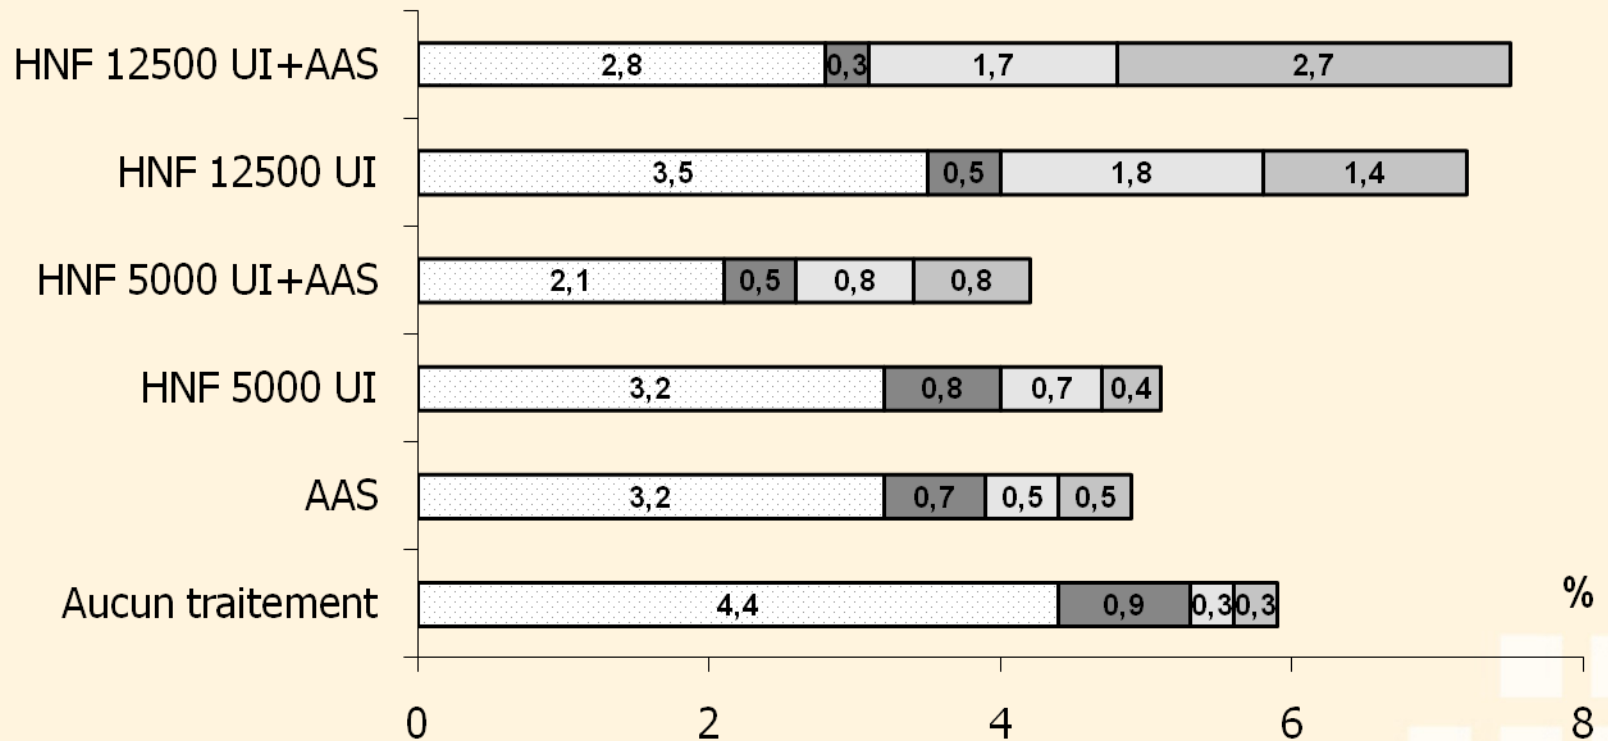 HNF 12500 UI+AAS 2,8 0,3 1,7 2,7
HNF 12500 UI 3,5 0,5 1,8 1,4
HNF 5000 UI+AAS 2,1 0,5 0,8 0,8
HNF 5000 UI 3,2 0,8 0,7 0,4
AAS 3,2 0,7 0,5 0,5
Aucun traitement 4,4 0,9 0,3 0,3 %
0 2 4 6 8